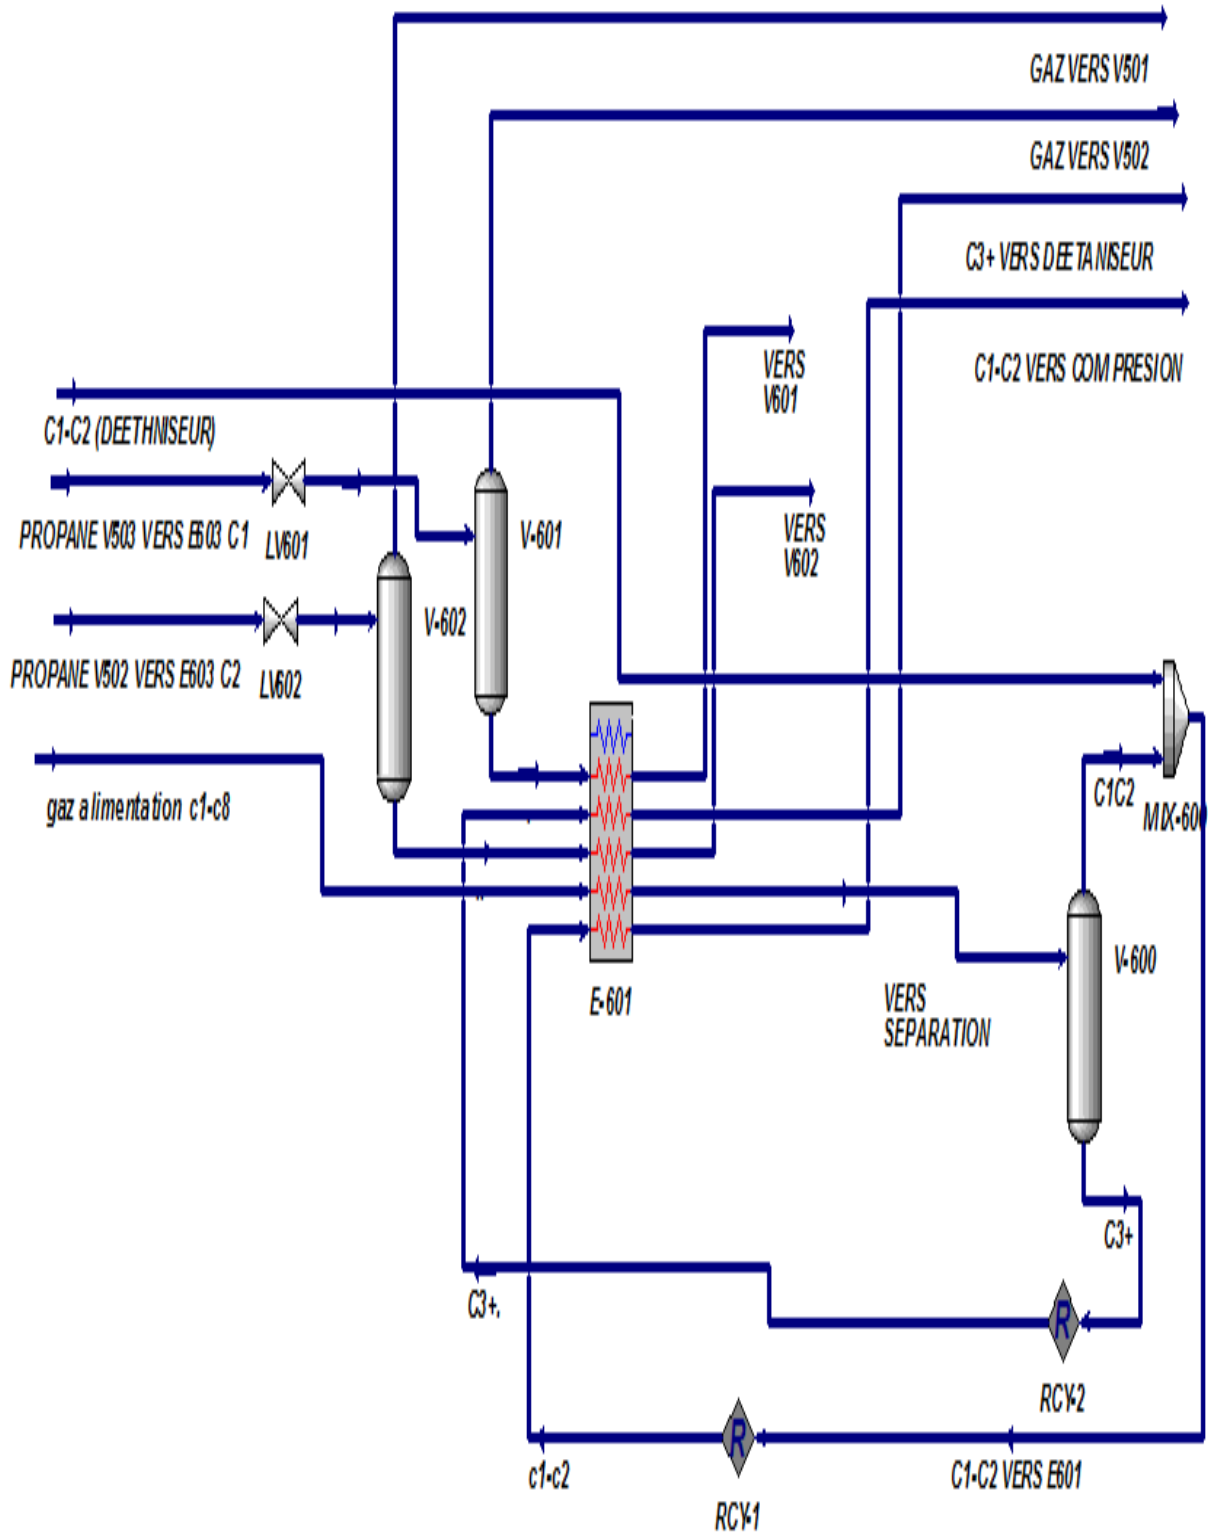 GAZ VERS V501
GAZ VERS V502
C3+ VERS DEETANISEUR
VERS
V601
C1-C2 VERS COMPRESION
C1-C2 (DEETHNISEUR)
PROPANE V503 VERS E603 C1
LV601
V-601
VERS
V602
V-602
PROPANE V502 VERS E603 C2
LV602
gaz alimentation c1-c8
C1C2
MIX-600
E-601
VERS
SEPARATION
V-600
C3+
C3+.
R
RCY-2
R
c1-c2
C1-C2 VERS E601
RCY-1